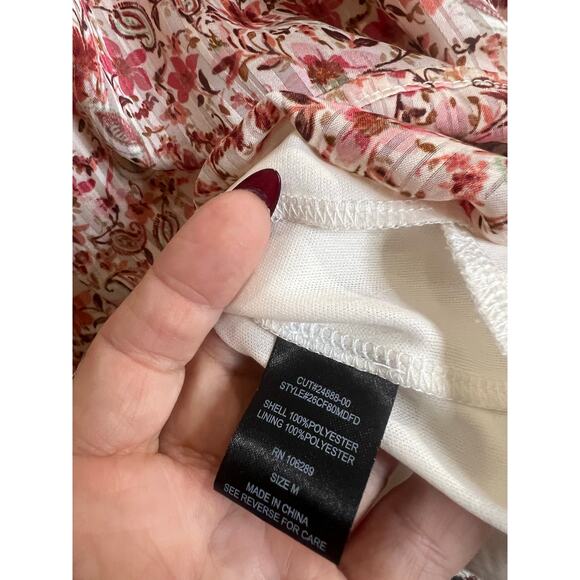 CUT#24888-00
STYLE#26CF80MDFD
SHELL 100%POLYESTER
LINING 100%POLYESTER
RN 106289
SIZE M
MADE IN CHINA
SEE REVERSE FOR CARE